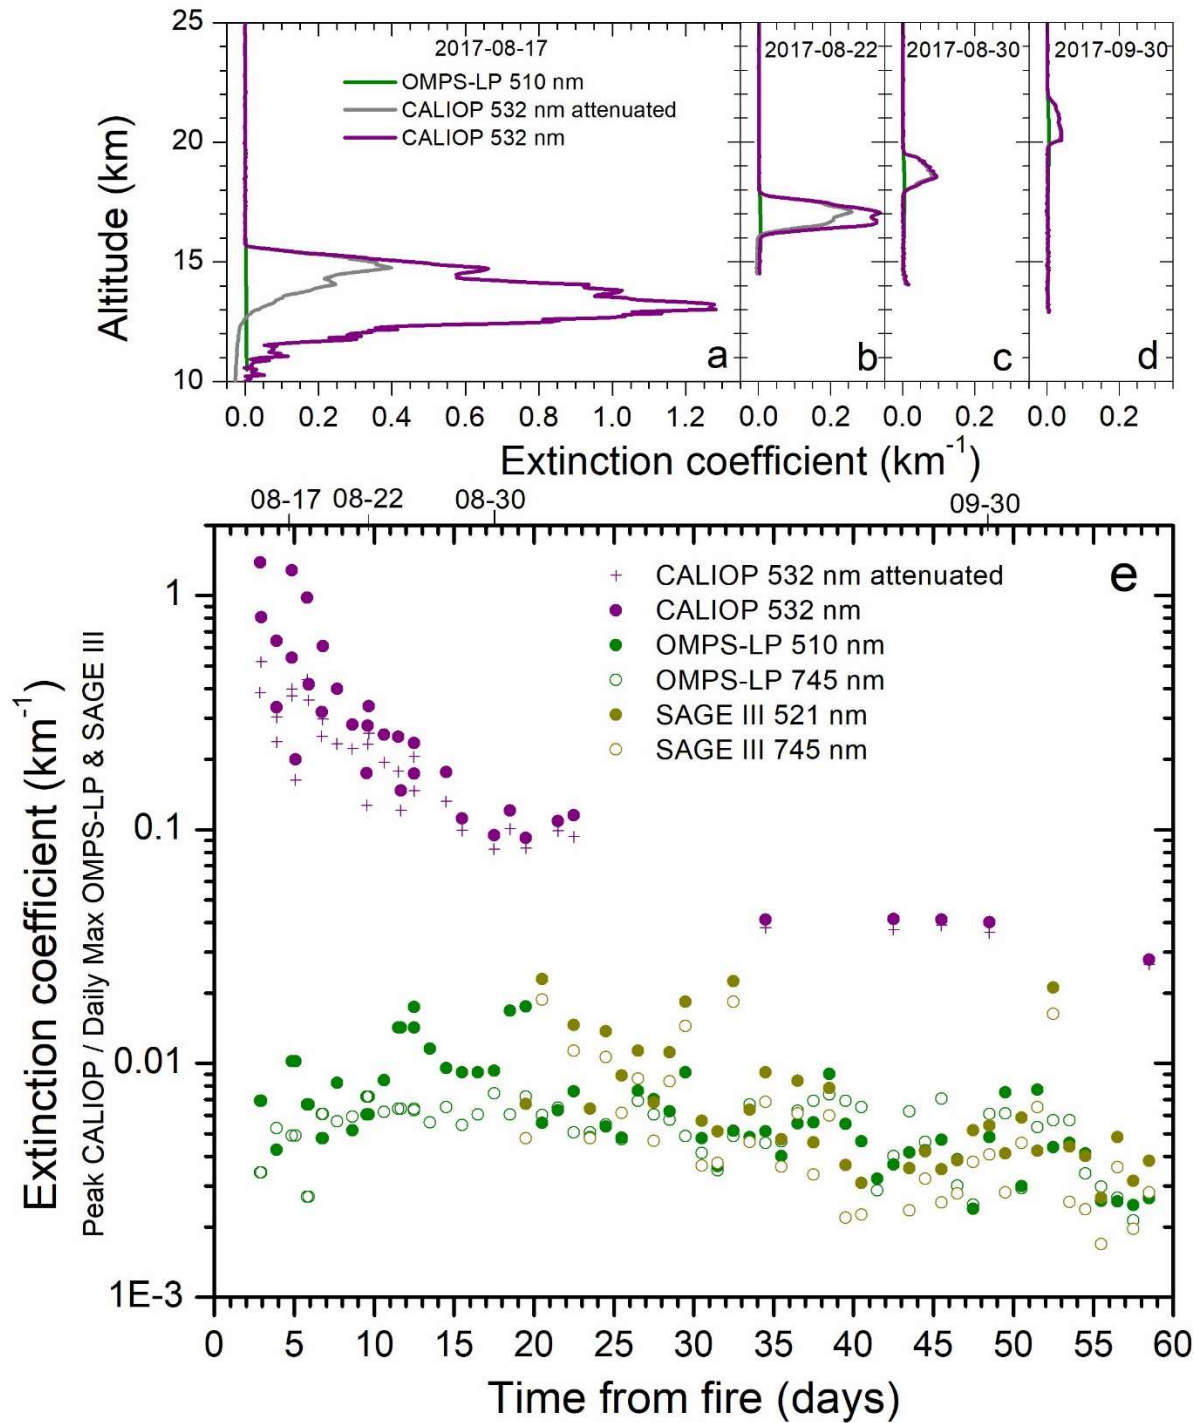 25
20
15
10
Altitude (km)
2017-08-17
OMPS-LP 510 nm
CALIOP 532 nm attenuated
CALIOP 532 nm
a
2017-08-22
b
2017-08-30
c
2017-09-30
d
0.0 0.2 0.4 0.6 0.8 1.0 1.2 0.0 0.2 0.0 0.2 0.0 0.2
Extinction coefficient (km-1)
08-17 08-22 08-30 09-30
1
0.1
0.01
1E-3
Extinction coefficient (km-1)
Peak CALIOP / Daily Max OMPS-LP & SAGE III
CALIOP 532 nm attenuated
CALIOP 532 nm
OMPS-LP 510 nm
OMPS-LP 745 nm
SAGE III 521 nm
SAGE III 745 nm
e
0 5 10 15 20 25 30 35 40 45 50 55 60
Time from fire (days)